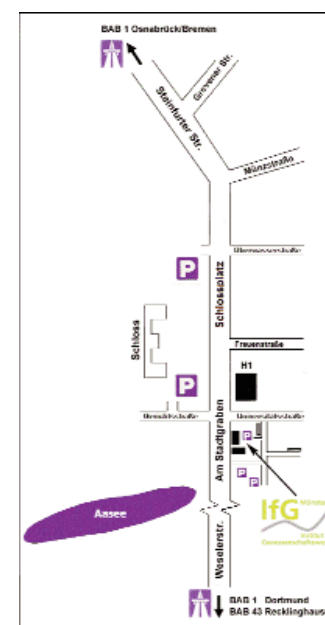 BAB 1 Osnabrück/Bremen
Grevener Str.
Steinfurter Str.
Münzstraße
P
Schlossplatz
Schloss
Frauenstraße
P
H1
Am Stadtgraben
P
P
P
IfG Münster
Institut
Aasee
Weselerstr.
BAB 1 Dortmund
BAB 43 Recklinghaus